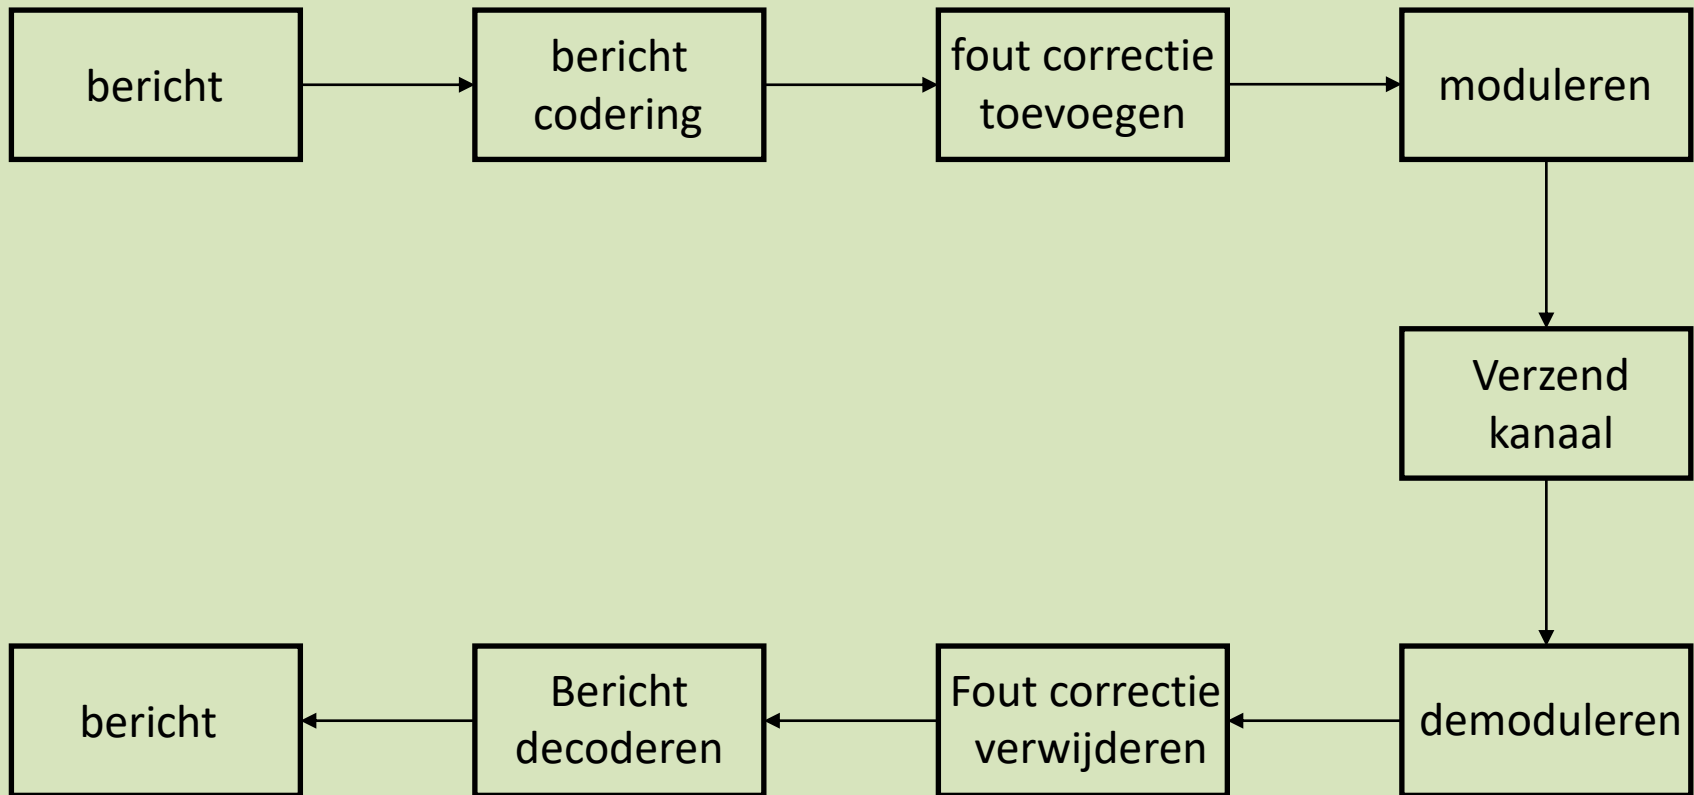 bericht
bericht
codering
fout correctie
toevoegen
moduleren
Verzend
kanaal
demoduleren
Fout correctie
verwijderen
Bericht
decoderen
bericht